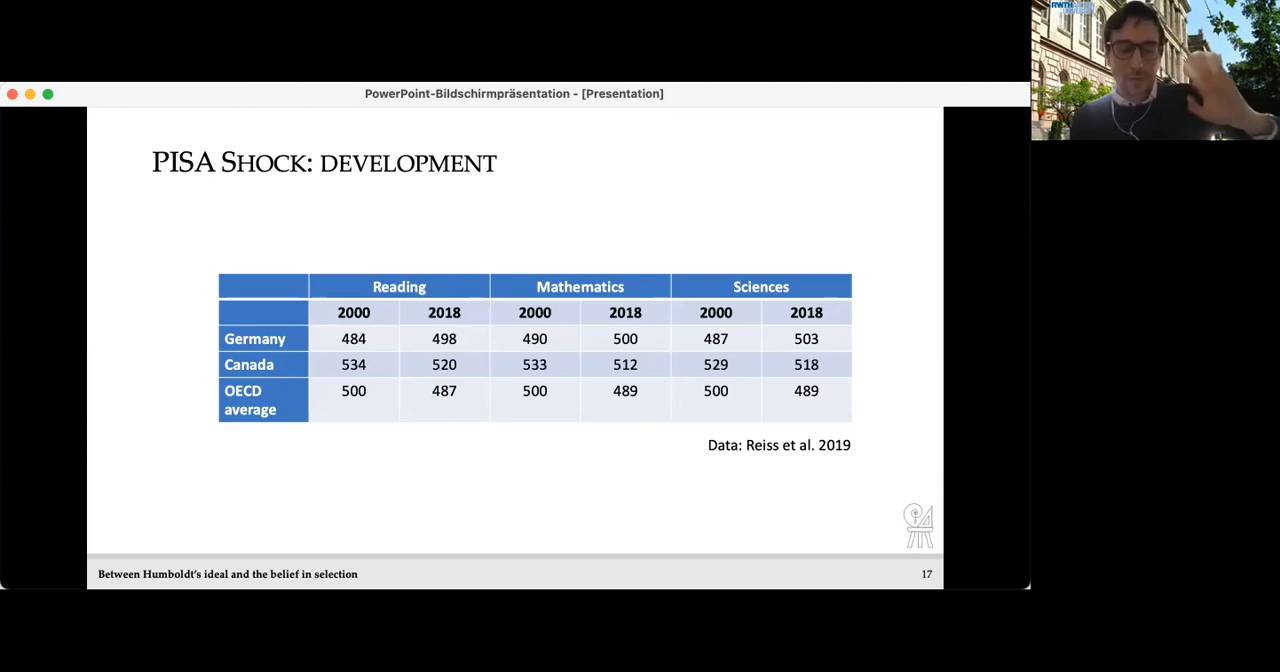 RWTH
PowerPoint-Bildschirmpräsentation - [Presentation]
PISA SHOCK: DEVELOPMENT
Reading Mathematics Sciences
2000 2018 2000 2018 2000 2018
Germany 484 498 490 500 487 503
Canada 534 520 533 512 529 518
OECD average 500 487 500 489 500 489
Data: Reiss et al. 2019
Between Humboldt's ideal and the belief in selection
17